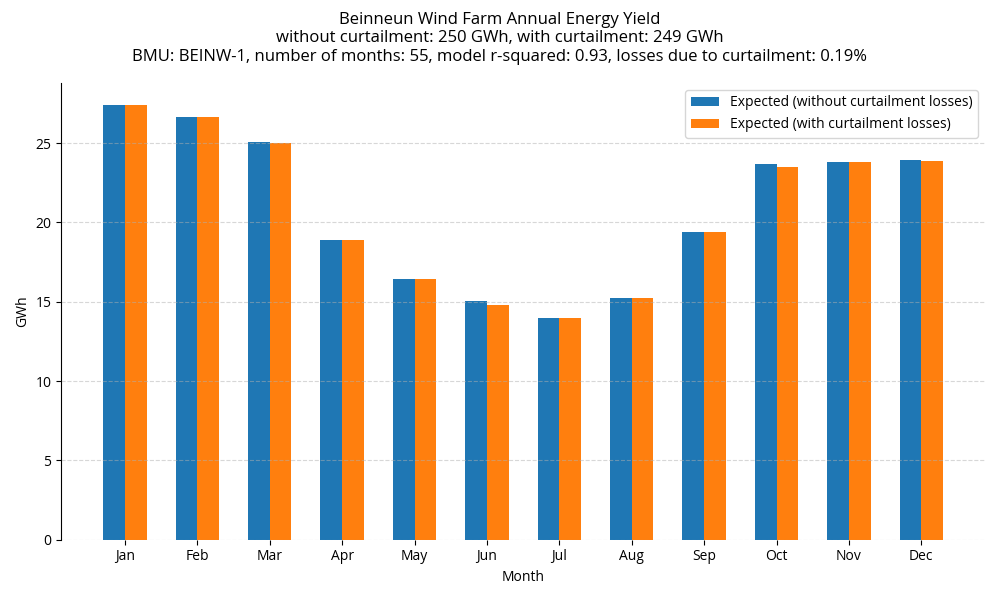 Beinneun Wind Farm Annual Energy Yield
without curtailment: 250 GWh, with curtailment: 249 GWh
BMU: BEINW-1, number of months: 55, model r-squared: 0.93, losses due to curtailment: 0.19%
Expected (without curtailment losses)
Expected (with curtailment losses)
GWh
25
20
15
10
5
0
Jan Feb Mar Apr May Jun Jul Aug Sep Oct Nov Dec
Month